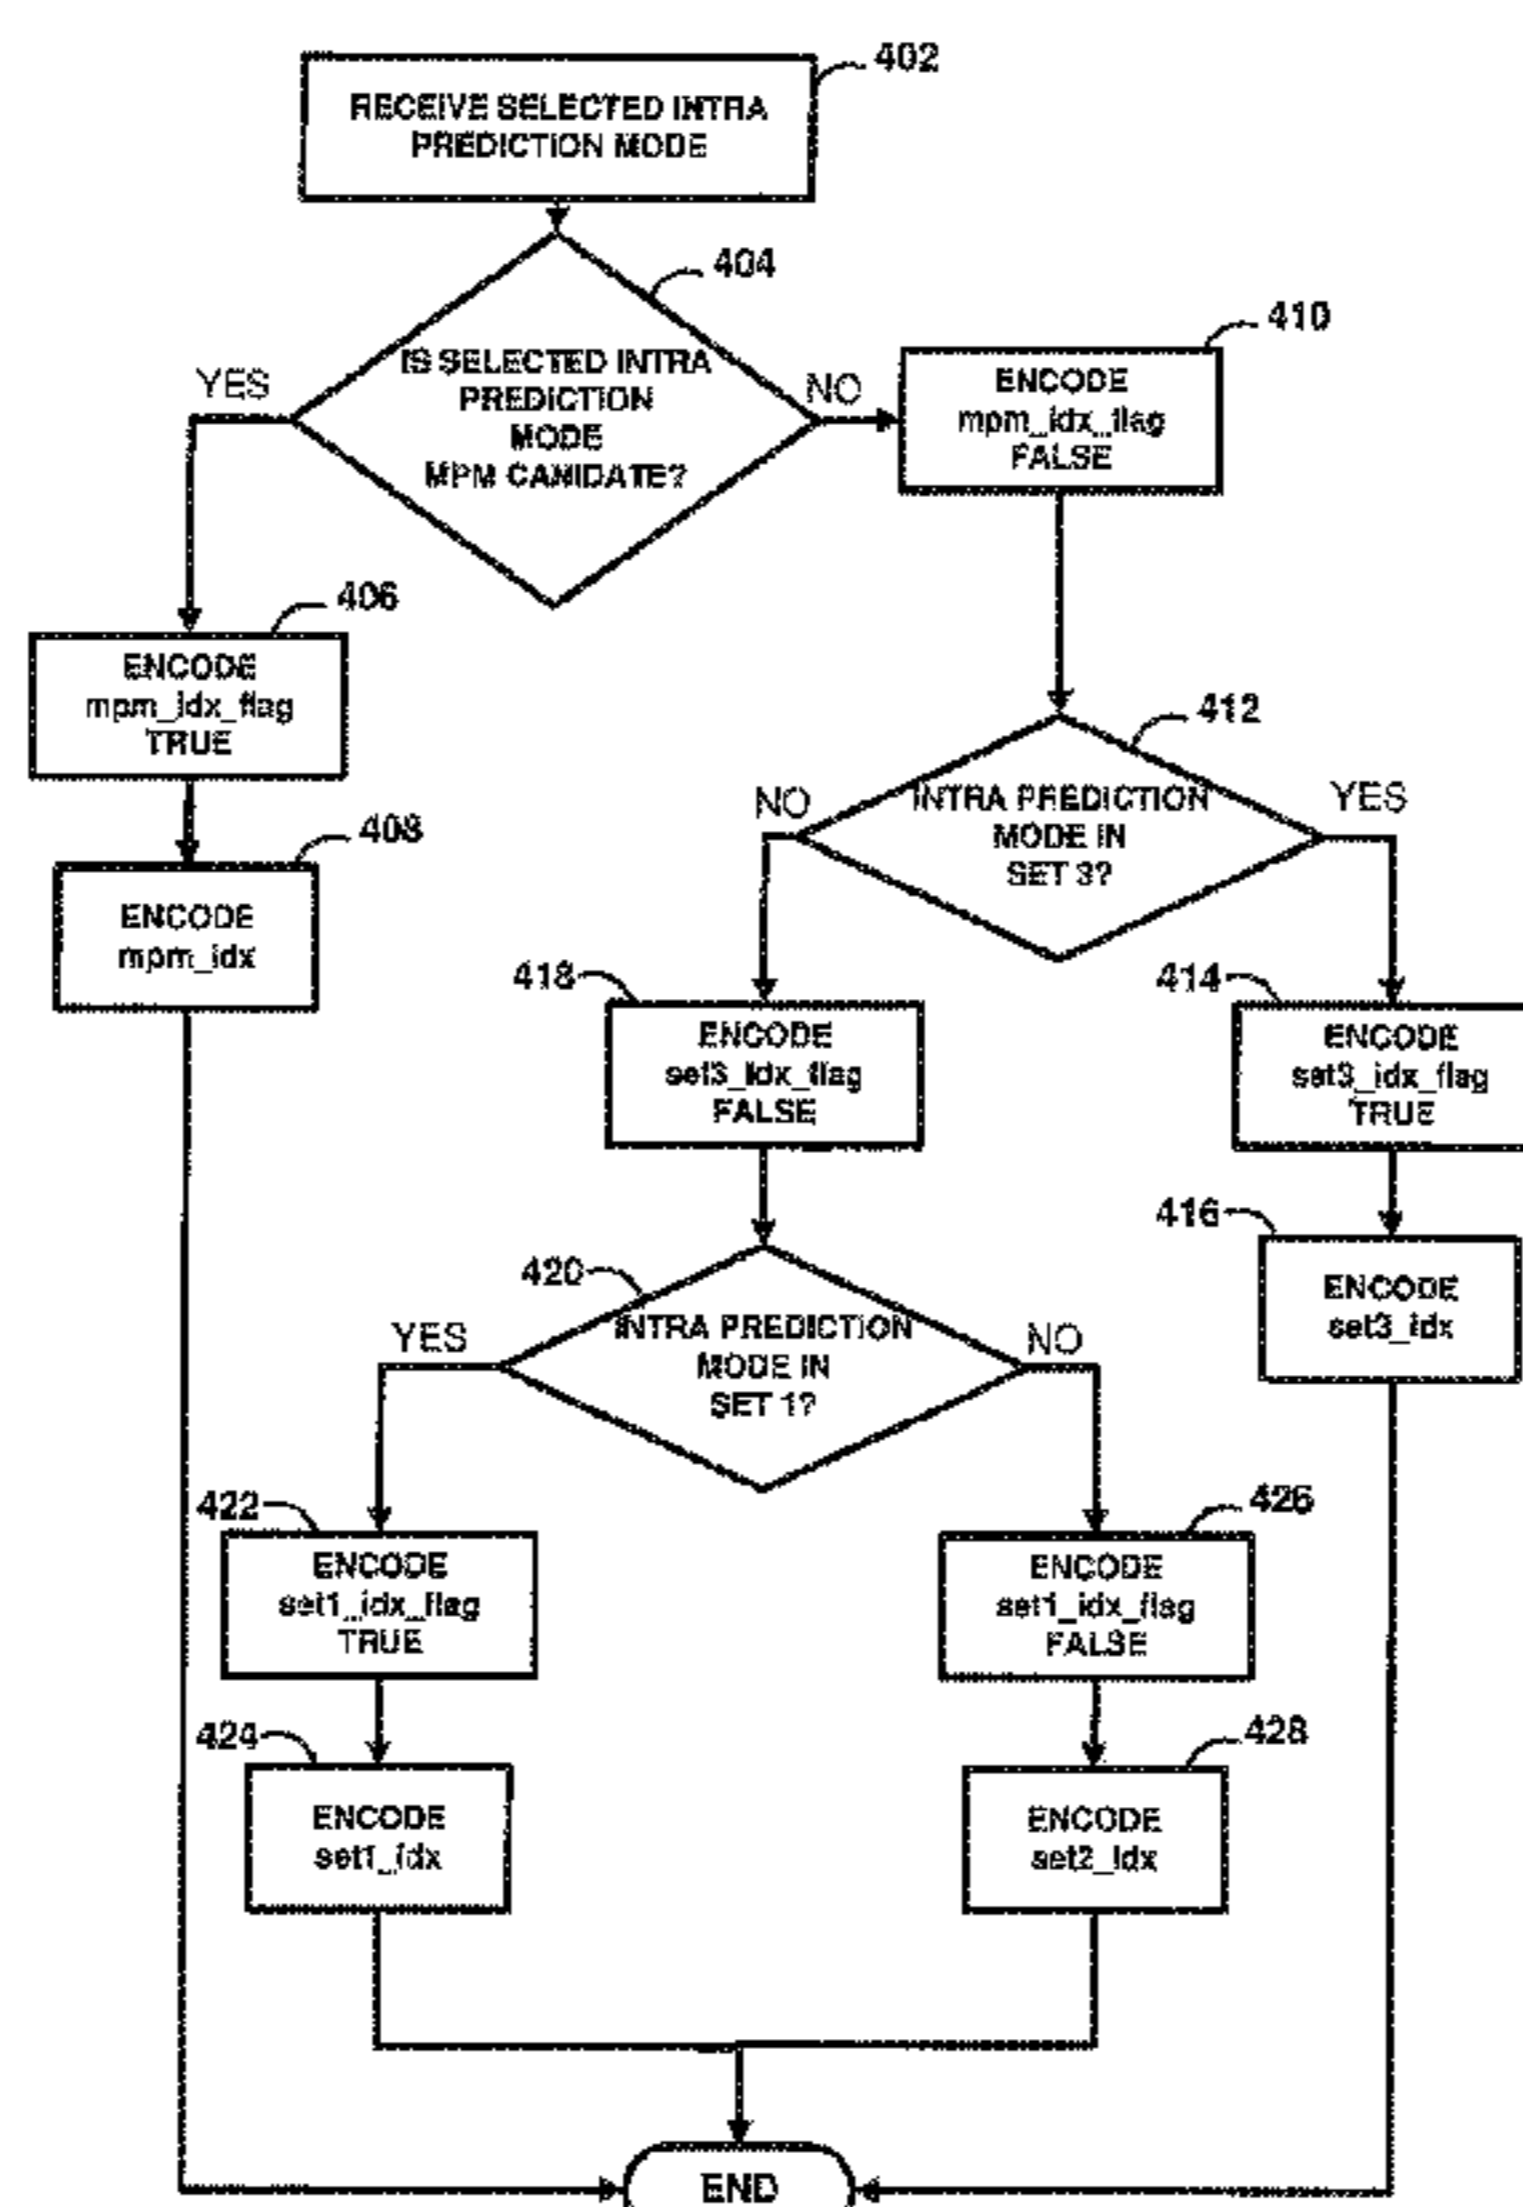 402
RECEIVE SELECTED INTRA
PREDICTION MODE
404
IS SELECTED INTRA
PREDICTION
MODE
MPM CANIDATE?
YES
NO
410
ENCODE
mpm_idx_flag
FALSE
406
ENCODE
mpm_idx_flag
TRUE
408
ENCODE
mpm_idx
412
INTRA PREDICTION
MODE IN
SET 3?
NO
YES
418
ENCODE
set3_idx_flag
FALSE
414
ENCODE
set3_idx_flag
TRUE
416
ENCODE
set3_idx
420
INTRA PREDICTION
MODE IN
SET 1?
YES
NO
422
ENCODE
set1_idx_flag
TRUE
426
ENCODE
set1_idx_flag
FALSE
424
ENCODE
set1_idx
428
ENCODE
set2_idx
END